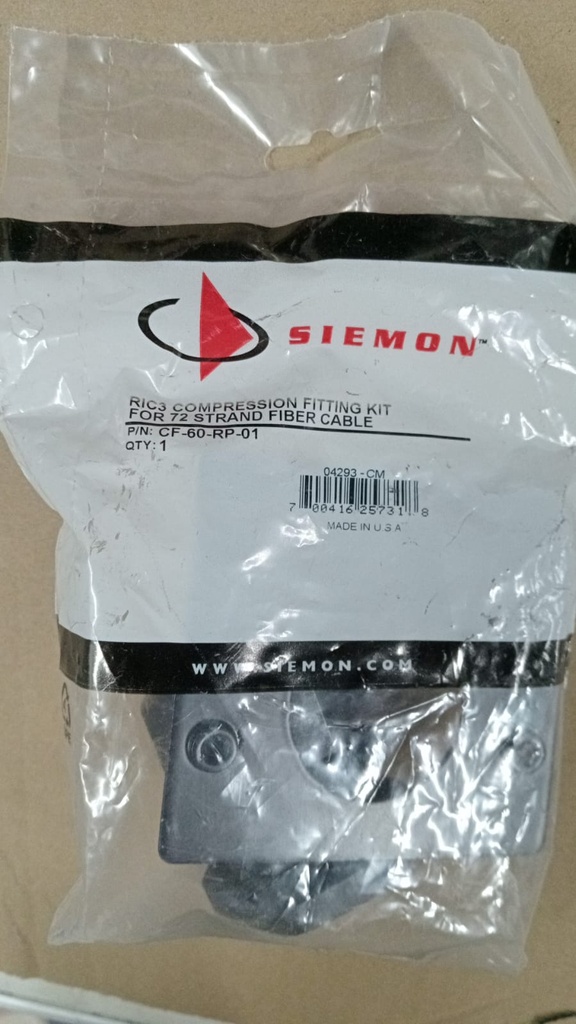 SIEMON™
RIC3 COMPRESSION FITTING KIT
FOR 72 STRAND FIBER CABLE
P/N: CF-60-RP-01
QTY: 1
04293-CM
7 00416 25731 8
MADE IN U.S.A
WWW.SIEMON.COM